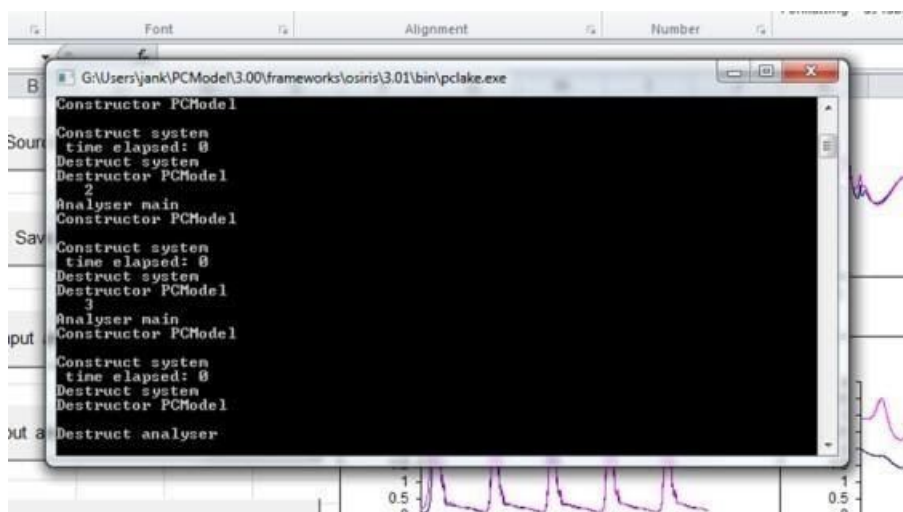 Font
Alignment
Number
G:\Users\jank\PCModel\3.00\frameworks\osiris\3.01\bin\pclake.exe
B
Constructor PCModel
Construct system
time elapsed: 0
Destruct system
Destructor PCModel
2
Analyser main
Constructor PCModel
Construct system
time elapsed: 0
Destruct system
Destructor PCModel
3
Analyser main
Constructor PCModel
Construct system
time elapsed: 0
Destruct system
Destructor PCModel
Destruct analyser
Sour
Sav
put
out a
1
0.5
1
0.5